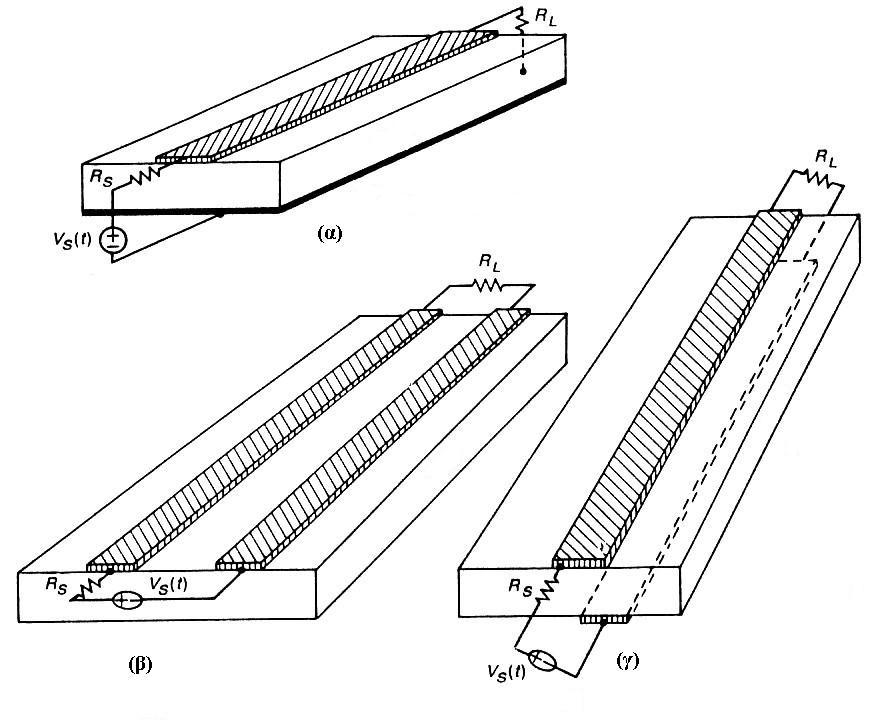 R_L
R_S
V_S(t)
(α)
R_L
R_L
R_S
V_S(t)
(β)
R_S
V_S(t)
(γ)